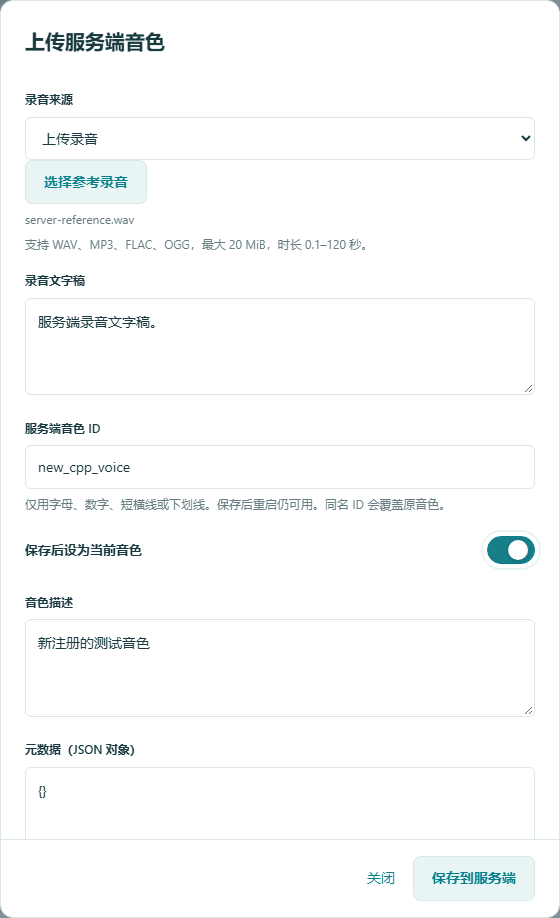 上传服务端音色
录音来源
上传录音
选择参考录音
server-reference.wav
支持 WAV、MP3、FLAC、OGG，最大 20 MiB，时长 0.1–120 秒。
录音文字稿
服务端录音文字稿。
服务端音色 ID
new_cpp_voice
仅用字母、数字、短横线或下划线。保存后重启仍可用。同名 ID 会覆盖原音色。
保存后设为当前音色
音色描述
新注册的测试音色
元数据（JSON 对象）
{}
关闭
保存到服务端